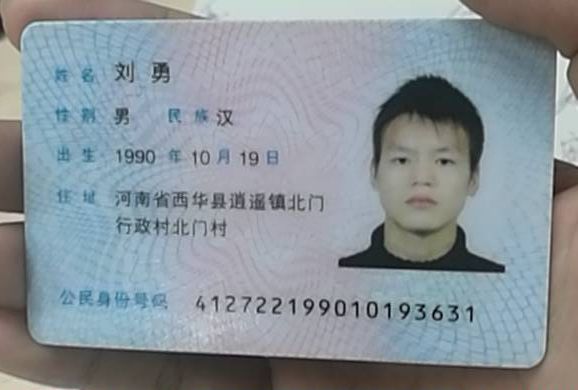 姓名 刘勇
性别 男 民族 汉
出生 1990 年 10 月 19 日
住址 河南省西华县逍遥镇北门
行政村北门村
公民身份号码 412722199010193631